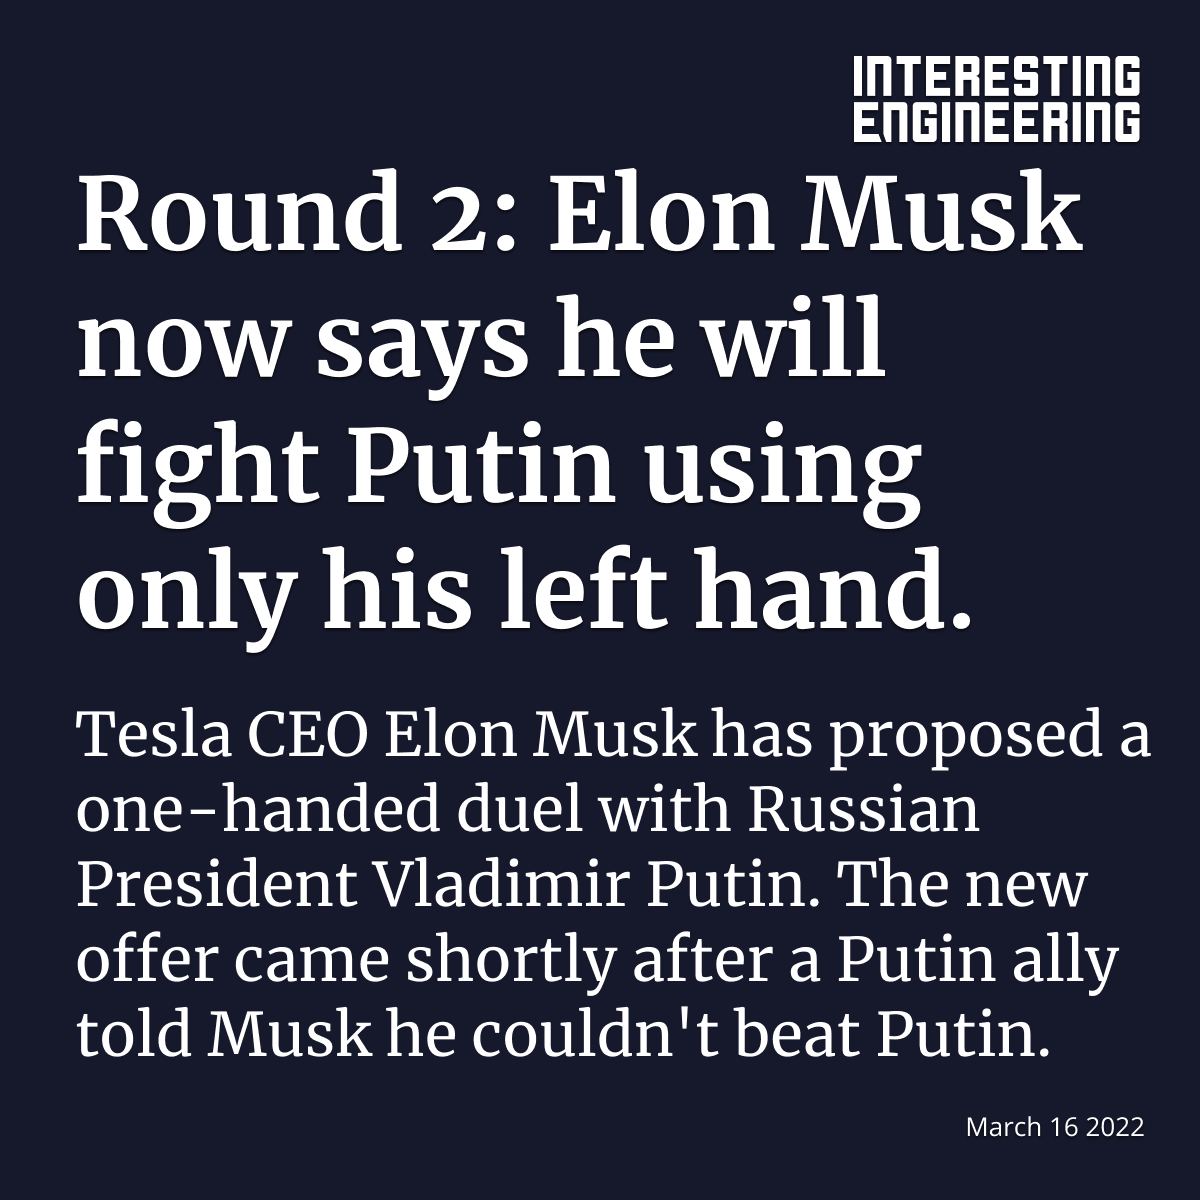 INTERESTING
ENGINEERING
Round 2: Elon Musk
now says he will
fight Putin using
only his left hand.
Tesla CEO Elon Musk has proposed a
one-handed duel with Russian
President Vladimir Putin. The new
offer came shortly after a Putin ally
told Musk he couldn't beat Putin.
March 16 2022